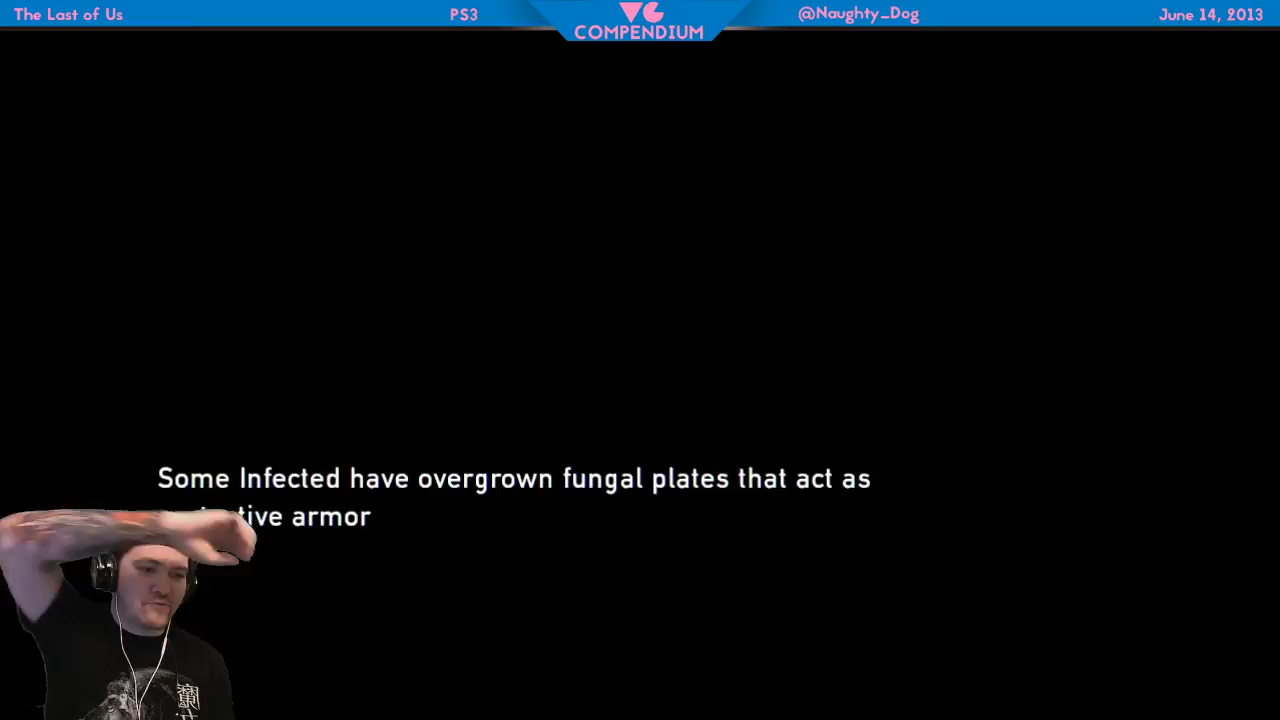 The Last of Us
PS3
VG
COMPENDIUM
@Naughty_Dog
June 14, 2013
Some Infected have overgrown fungal plates that act as
armor